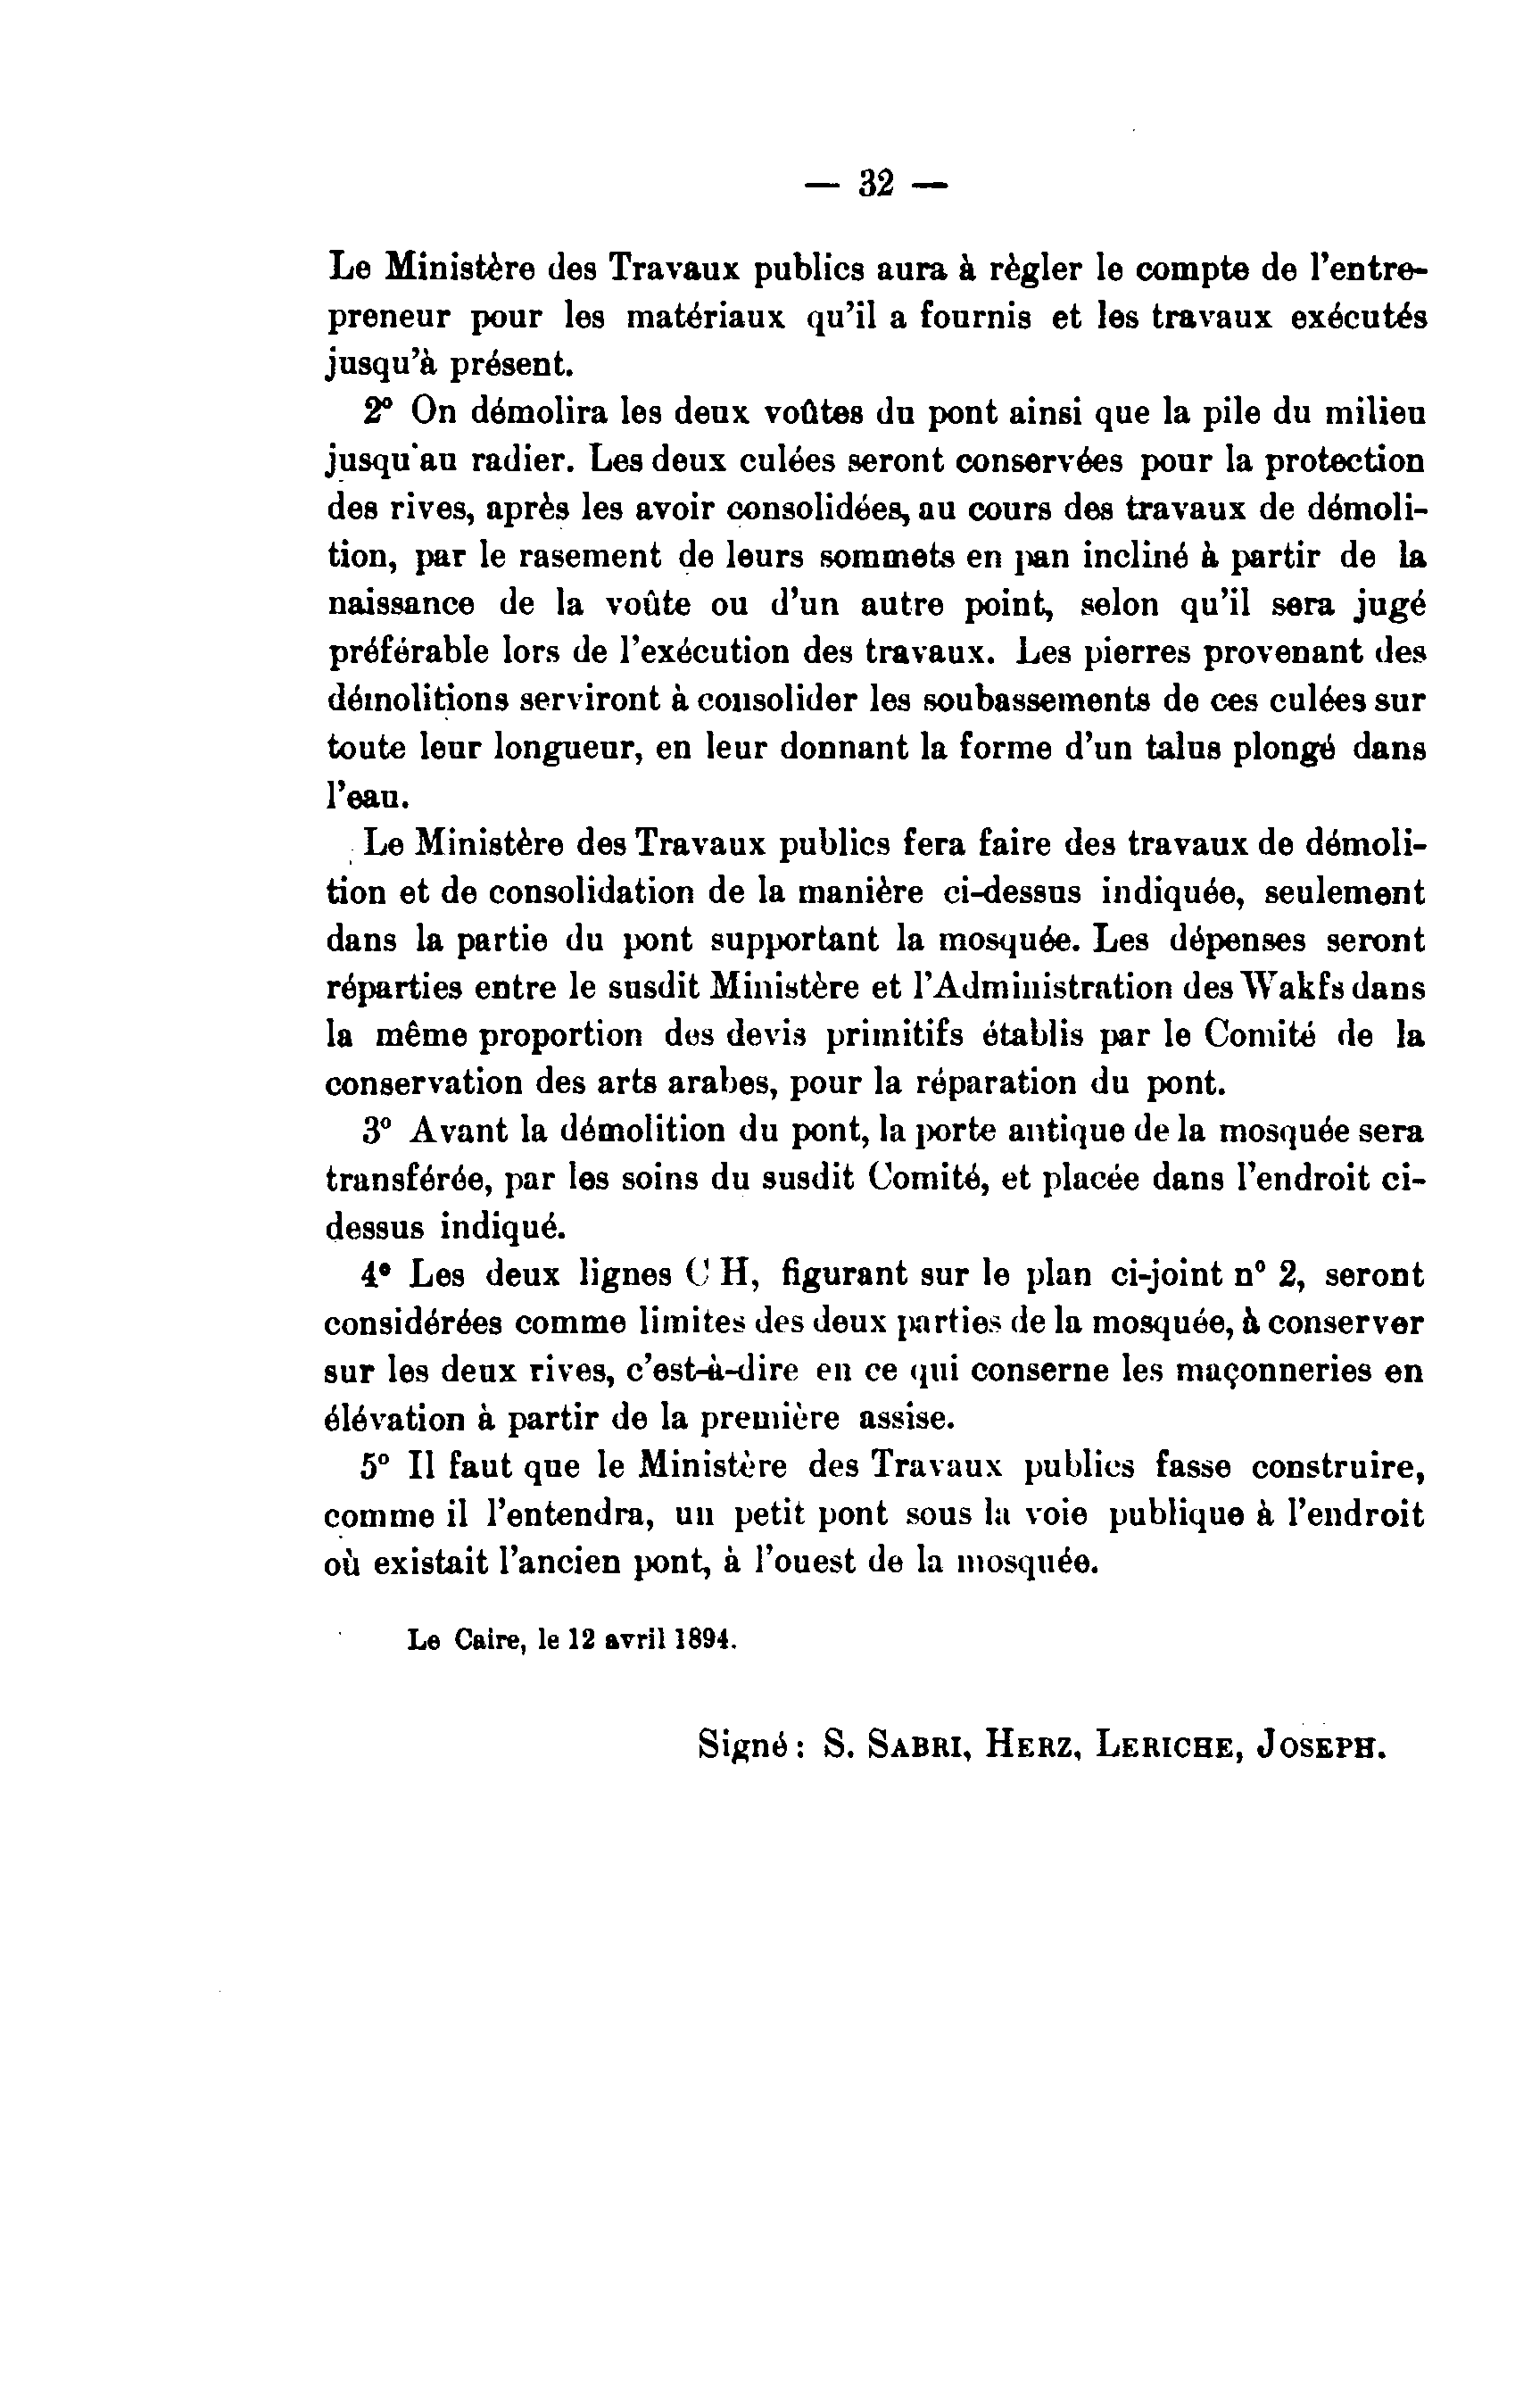 — 32 —
Le Ministère des Travaux publics aura à règler le compte de l'entre-
preneur pour les matériaux qu'il a fournis et les travaux exécutés
jusqu'à présent.
2° On démolira les deux voûtes du pont ainsi que la pile du milieu
jusqu'au radier. Les deux culées seront conservées pour la protection
des rives, après les avoir consolidées, au cours des travaux de démoli-
tion, par le rasement de leurs sommets en pan incliné à partir de la
naissance de la voûte ou d'un autre point, selon qu'il sera jugé
préférable lors de l'exécution des travaux. Les pierres provenant des
démolitions serviront à consolider les soubassements de ces culées sur
toute leur longueur, en leur donnant la forme d'un talus plongé dans
l'eau.
Le Ministère des Travaux publics fera faire des travaux de démoli-
tion et de consolidation de la manière ci-dessus indiquée, seulement
dans la partie du pont supportant la mosquée. Les dépenses seront
réparties entre le susdit Ministère et l'Administration des Wakfs dans
la même proportion des devis primitifs établis par le Comité de la
conservation des arts arabes, pour la réparation du pont.
3° Avant la démolition du pont, la porte antique de la mosquée sera
transférée, par les soins du susdit Comité, et placée dans l'endroit ci-
dessus indiqué.
4° Les deux lignes C H, figurant sur le plan ci-joint n° 2, seront
considérées comme limites des deux parties de la mosquée, à conserver
sur les deux rives, c'est-à-dire en ce qui conserne les maçonneries en
élévation à partir de la première assise.
5° Il faut que le Ministère des Travaux publics fasse construire,
comme il l'entendra, un petit pont sous la voie publique à l'endroit
où existait l'ancien pont, à l'ouest de la mosquée.
Le Caire, le 12 avril 1894.
Signé : S. SABRI, HERZ, LERICHE, JOSEPH.